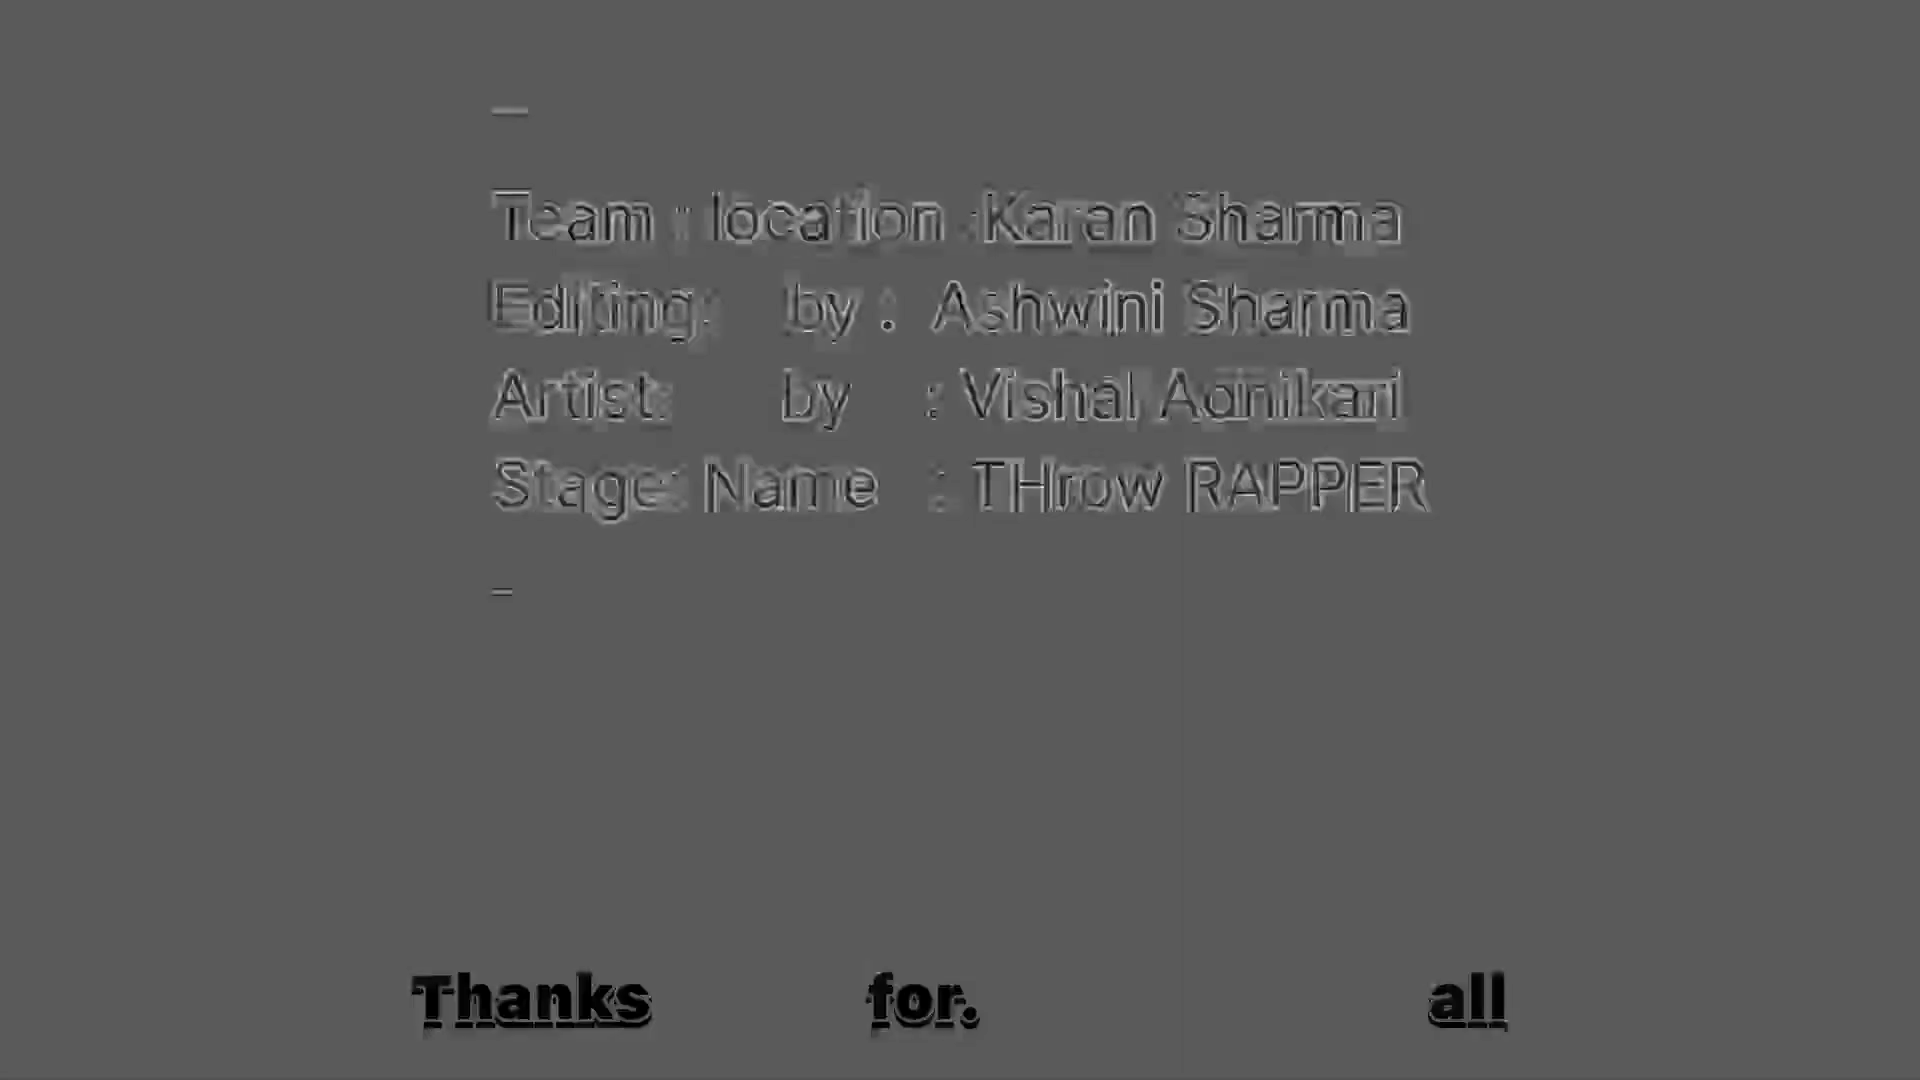 Team : location :Karan Sharma
Editing: by : Ashwini Sharma
Artist: by : Vishal Adhikari
Stage: Name : THrow RAPPER
Thanks for. all